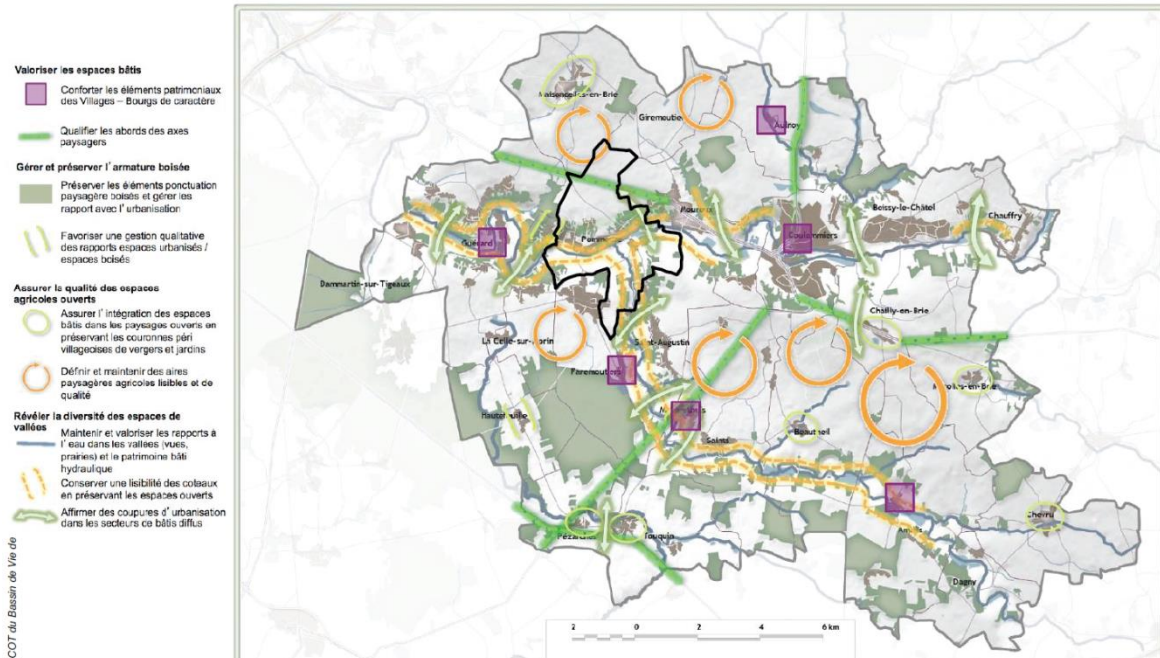 Valoriser les espaces bâtis
Conforter les éléments patrimoniaux
des Villages – Bourgs de caractère
Qualifier les abords des axes
paysagers
Gérer et préserver l'armature boisée
Préserver les éléments ponctuation
paysagère boisés et gérer les
rapport avec l'urbanisation
Favoriser une gestion qualitative
des rapports espaces urbanisés /
espaces boisés
Assurer la qualité des espaces
agricoles ouverts
Assurer l'intégration des espaces
bâtis dans les paysages ouverts en
préservant les couronnes péri
villageoises de vergers et jardins
Définir et maintenir des aires
paysagères agricoles lisibles et de
qualité
Révéler la diversité des espaces de
vallées
Maintenir et valoriser les rapports à
l'eau dans les vallées (vues,
prairies) et le patrimoine bâti
hydraulique
Conserver une lisibilité des coteaux
en préservant les espaces ouverts
Affirmer des coupures d'urbanisation
dans les secteurs de bâtis diffus
COT du Bassin de Vie de
Maisoncelles-en-Brie
Giremoutier
Aulnoy
Mouroux
Boissy-le-Châtel
Chauffry
Guérard
Coulommiers
Dammartin-sur-Tigeaux
Chailly-en-Brie
La Celle-sur-Morin
Saint-Augustin
Faremoutiers
Marolles-en-Brie
Hautefeuille
Beautheil
Saints
Amillis
Chevru
Pézarches
Touquin
Dagny
2 0 2 4 6 km